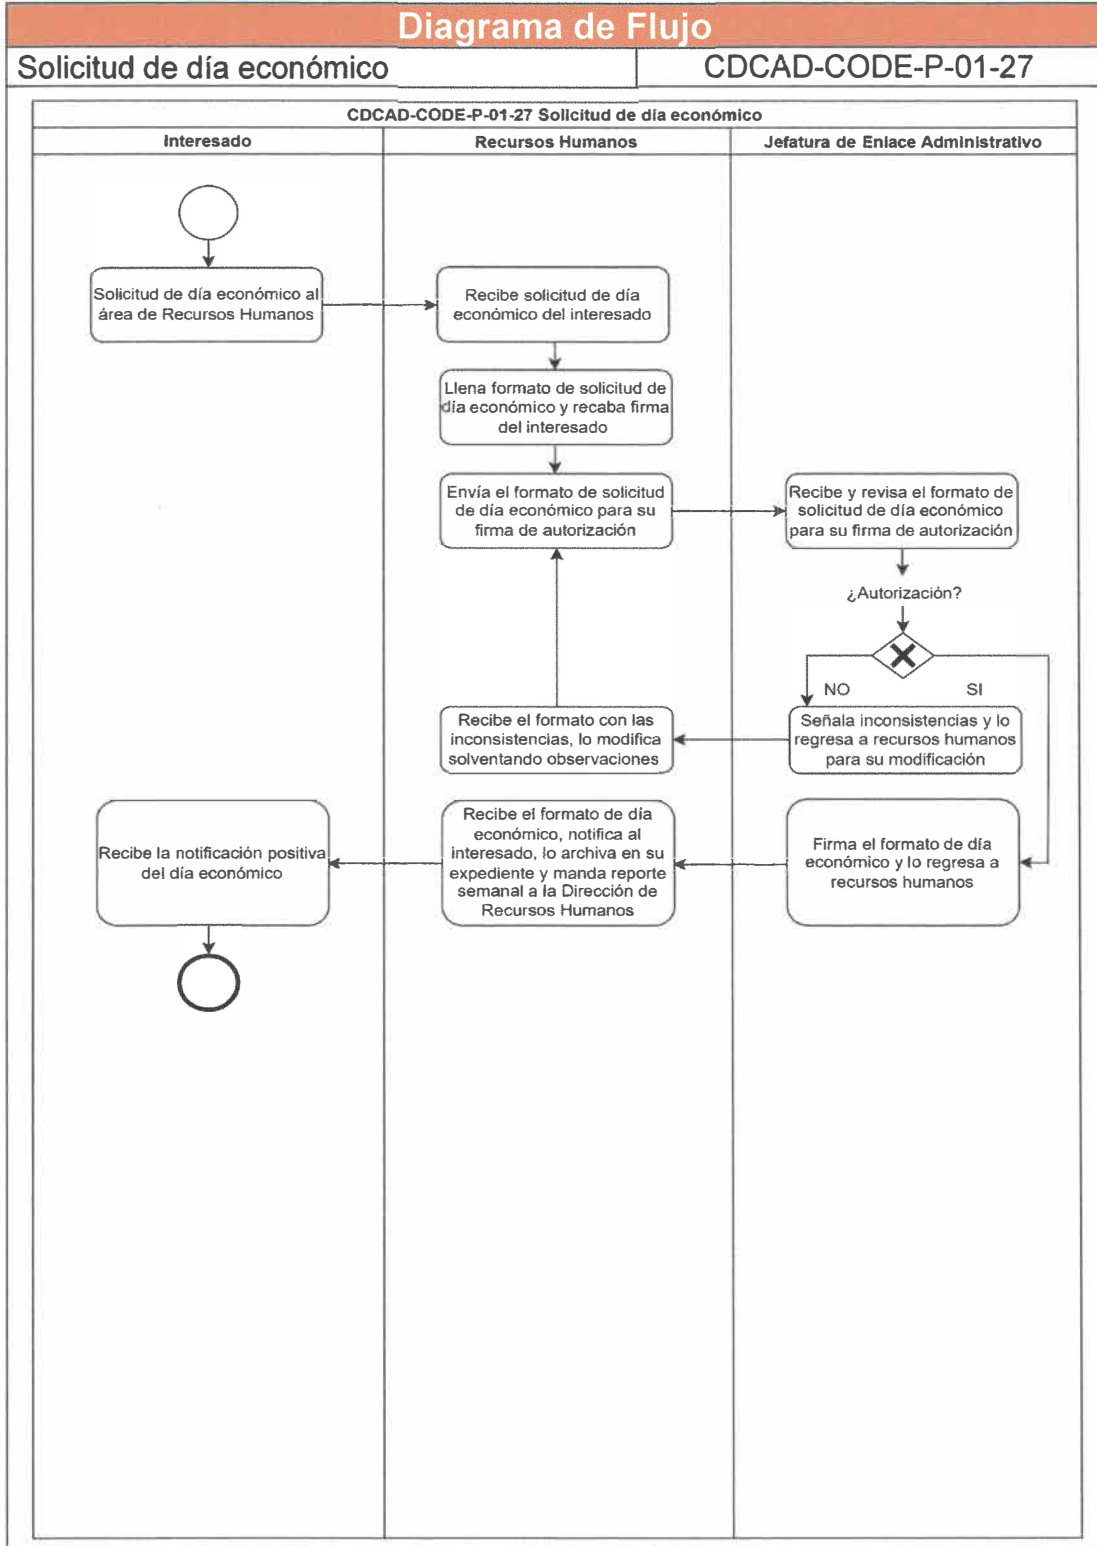 Diagrama de Flujo
Solicitud de día económico
CDCAD-CODE-P-01-27
CDCAD-CODE-P-01-27 Solicitud de día económico
Interesado
Recursos Humanos
Jefatura de Enlace Administrativo
Solicitud de día económico al
área de Recursos Humanos
Recibe solicitud de día
económico del interesado
Llena formato de solicitud de
día económico y recaba firma
del interesado
Envía el formato de solicitud
de día económico para su
firma de autorización
Recibe y revisa el formato de
solicitud de día económico
para su firma de autorización
¿Autorización?
NO
SI
Señala inconsistencias y lo
regresa a recursos humanos
para su modificación
Recibe el formato con las
inconsistencias, lo modifica
solventando observaciones
Firma el formato de día
económico y lo regresa a
recursos humanos
Recibe el formato de día
económico, notifica al
interesado, lo archiva en su
expediente y manda reporte
semanal a la Dirección de
Recursos Humanos
Recibe la notificación positiva
del día económico